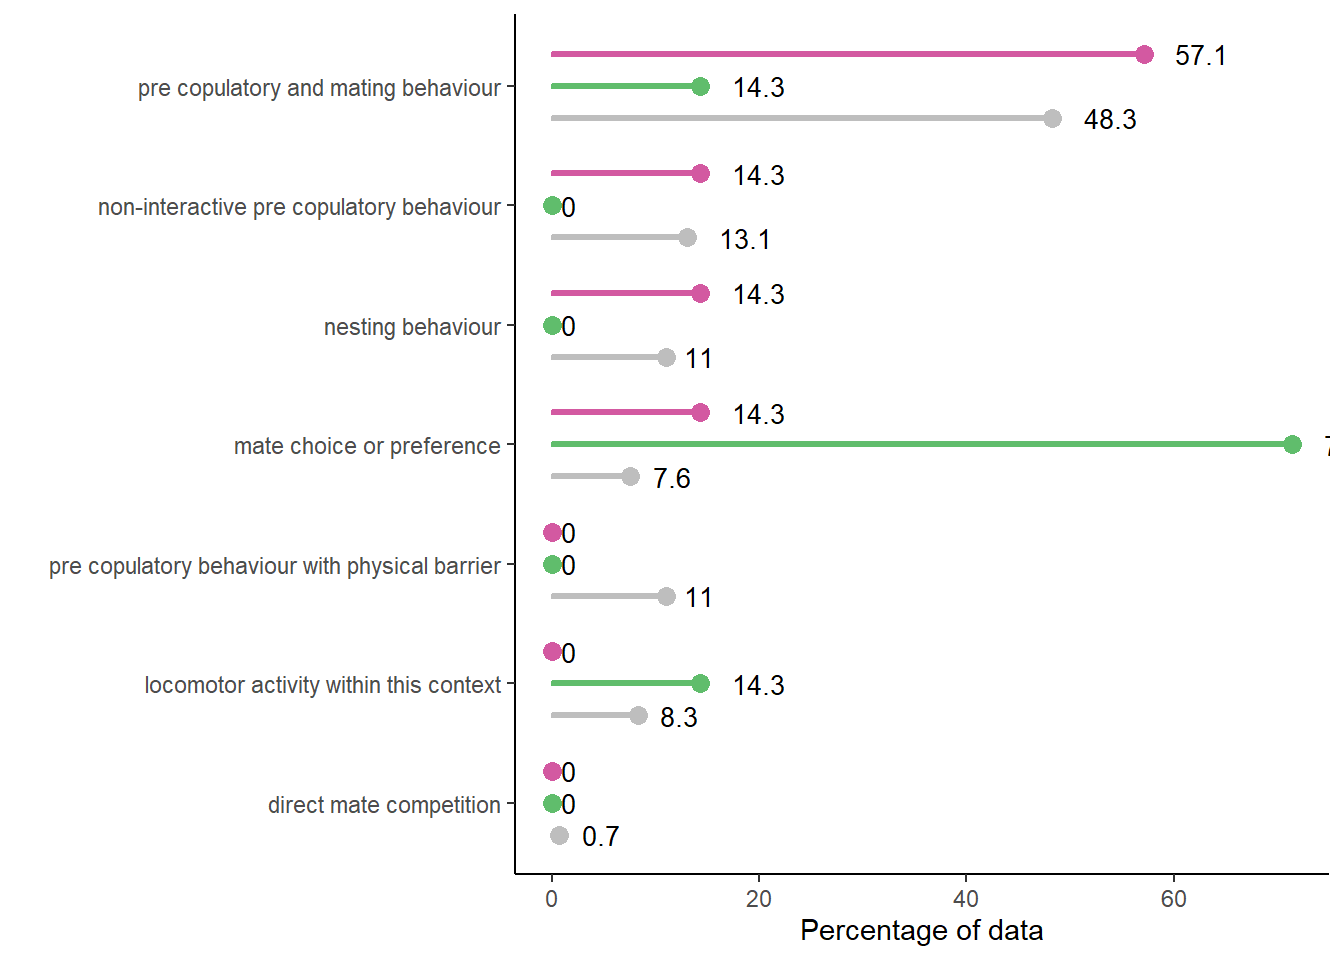 57.1
pre copulatory and mating behaviour
14.3
48.3
14.3
non-interactive pre copulatory behaviour
0
13.1
14.3
nesting behaviour
0
11
14.3
mate choice or preference
7.6
0
pre copulatory behaviour with physical barrier
0
11
0
locomotor activity within this context
14.3
8.3
0
direct mate competition
0
0.7
0 20 40 60
Percentage of data